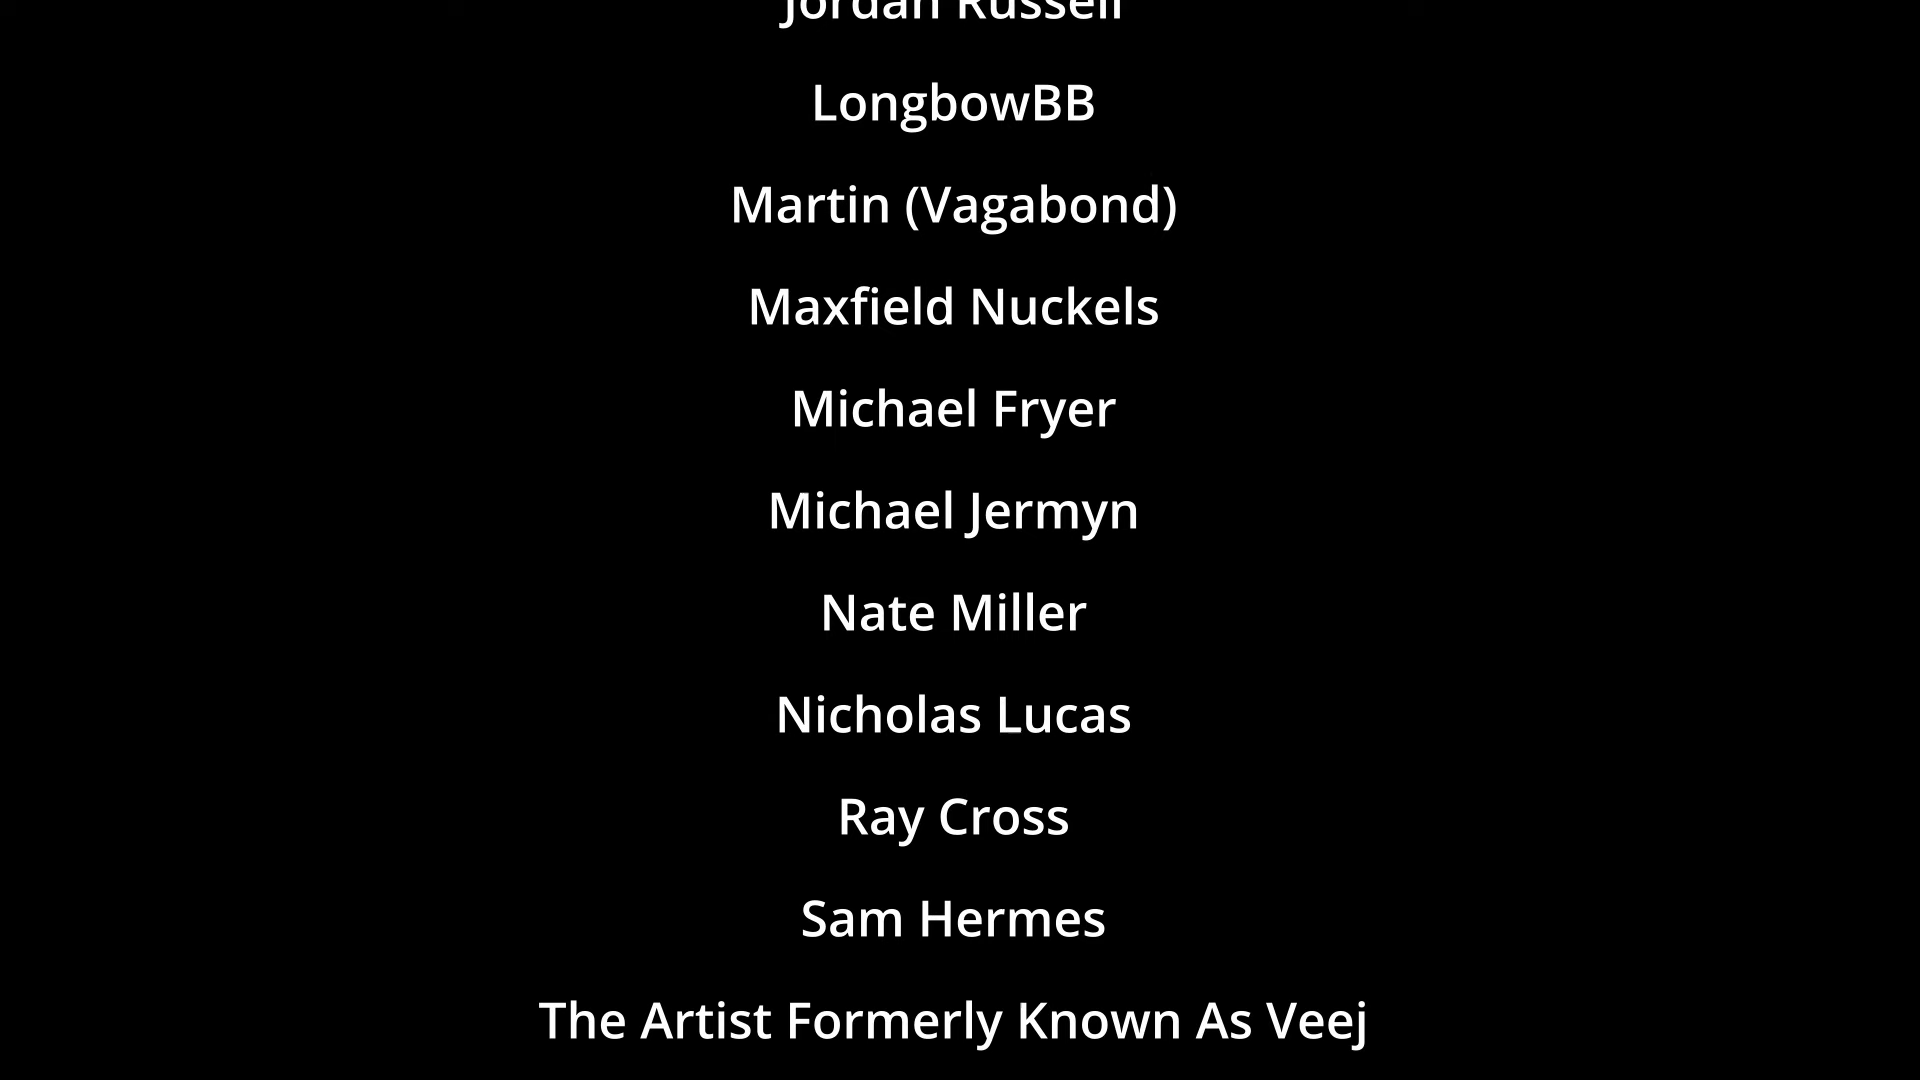 Jordan Russell
LongbowBB
Martin (Vagabond)
Maxfield Nuckels
Michael Fryer
Michael Jermyn
Nate Miller
Nicholas Lucas
Ray Cross
Sam Hermes
The Artist Formerly Known As Veej